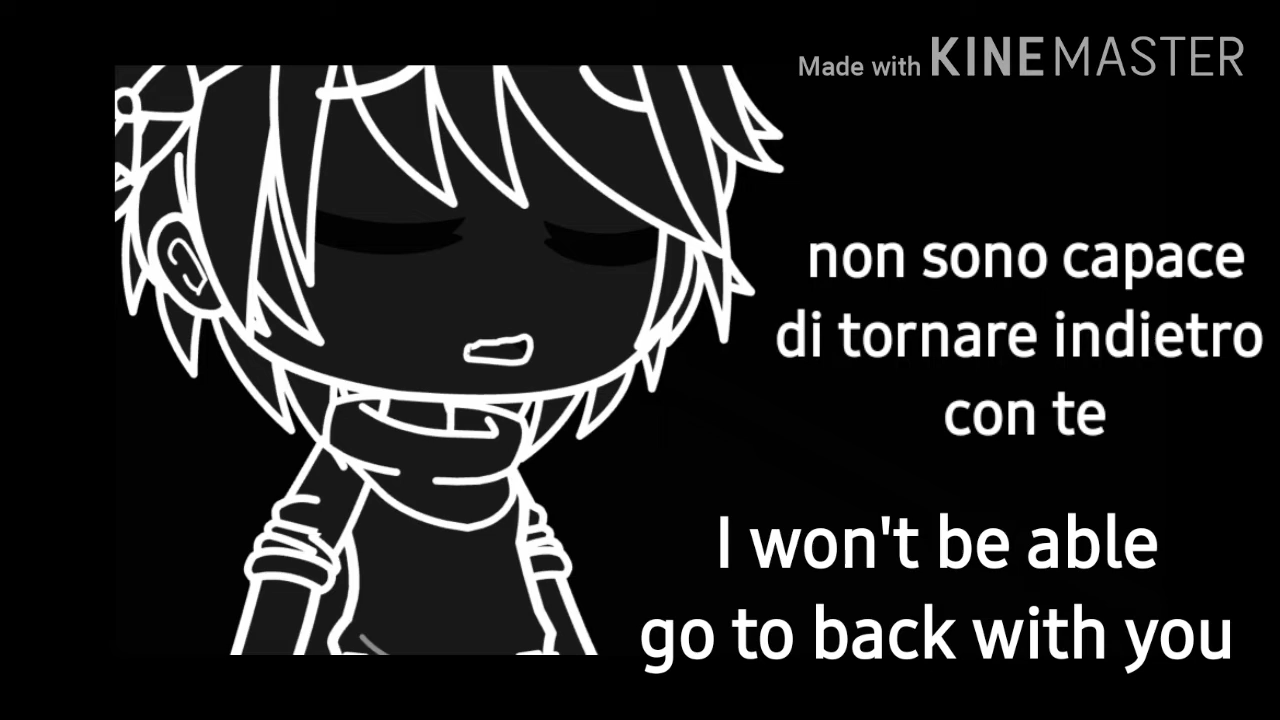 Made with KINEMASTER
non sono capace
di tornare indietro
con te
I won't be able
go to back with you